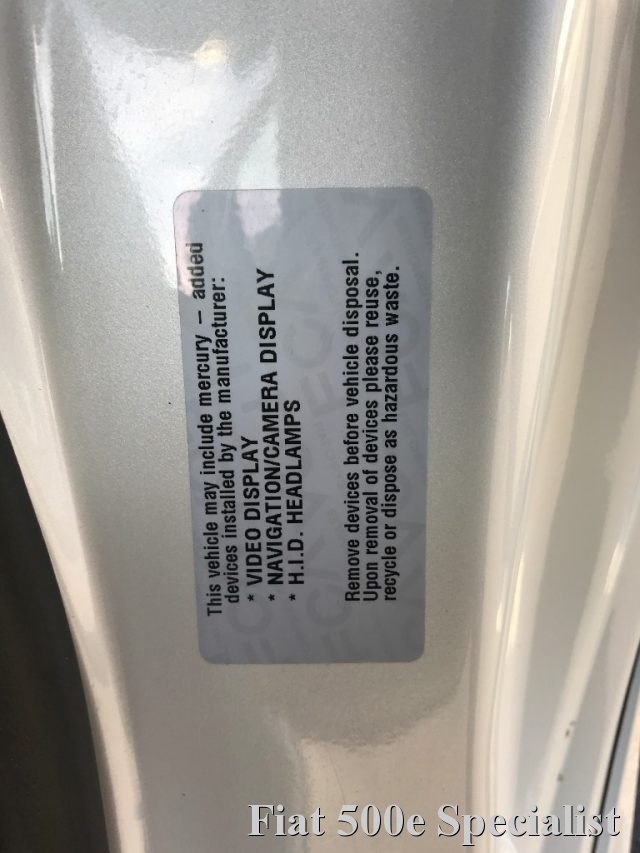 This vehicle may include mercury – added
devices installed by the manufacturer:
* VIDEO DISPLAY
* NAVIGATION/CAMERA DISPLAY
* H.I.D. HEADLAMPS
Remove devices before vehicle disposal.
Upon removal of devices please reuse,
recycle or dispose as hazardous waste.
Fiat 500e Specialist